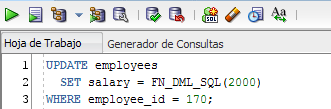 Hoja de Trabajo Generador de Consultas
1 UPDATE employees
2 SET salary = FN_DML_SQL(2000)
3 WHERE employee_id = 170;